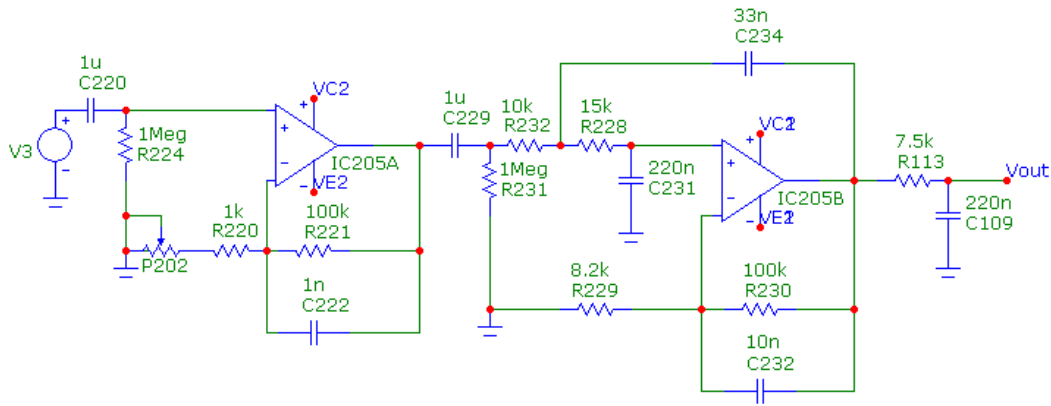 33n
C234
1u
C220
VC2
1u
C229
10k
R232
15k
R228
+
+
+
V3
1Meg
R224
-
-
IC205A
VE2
-
1Meg
R231
220n
C231
+
+
-
VE1
-
IC205B
7.5k
R113
Vout
220n
C109
1k
R220
100k
R221
P202
1n
C222
8.2k
R229
100k
R230
10n
C232